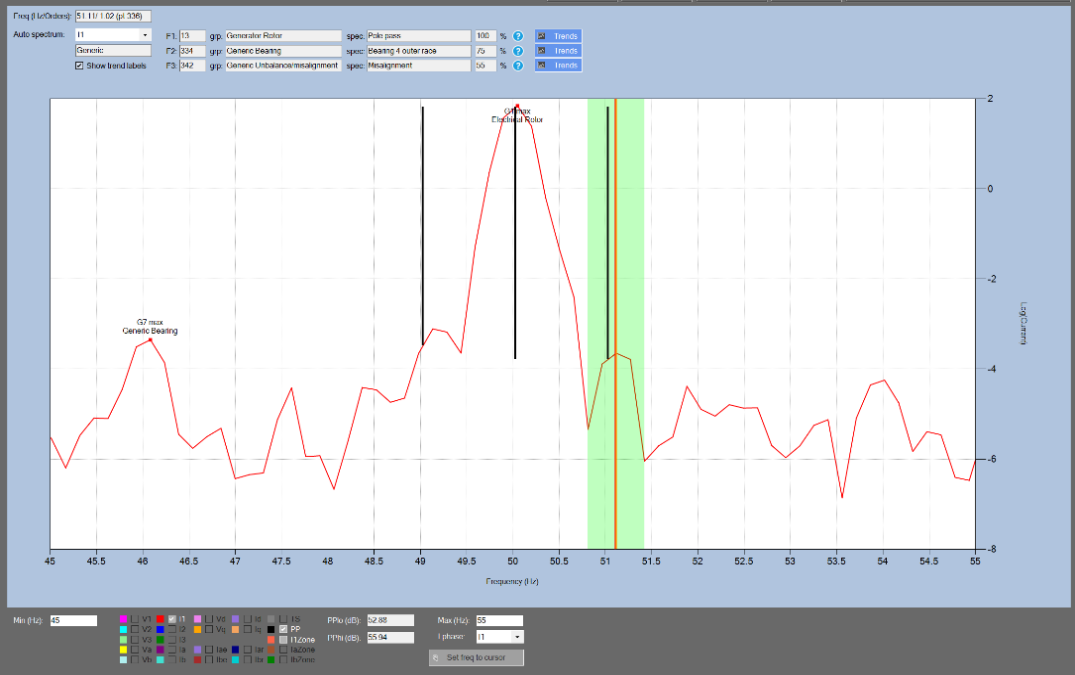 Freq (Hz/Orders): 51.11/ 1.02 (pt 336)
Auto spectrum: I1 F1: 13 grp: Generator Rotor spec: Pole pass 100 % ? Trends
Generic F2: 334 grp: Generic Bearing spec: Bearing 4 outer race 75 % ? Trends
Show trend labels F3: 342 grp: Generic Unbalance/misalignment spec: Misalignment 55 % ? Trends
2
0
-2
-4
-6
-8
Log(Current)
max
Electrical Rotor
G7 max
Generic Bearing
45 45.5 46 46.5 47 47.5 48 48.5 49 49.5 50 50.5 51 51.5 52 52.5 53 53.5 54 54.5 55
Frequency (Hz)
Min (Hz): 45 V1 I1 Vd Id TS PPlo (dB): 52.88 Max (Hz): 55
V2 I2 Vq Iq PP PPhi (dB): 55.94 I phase: I1
V3 I3 I1Zone
Va Ia IaZone
Vb Ib IbZone
Set freq to cursor